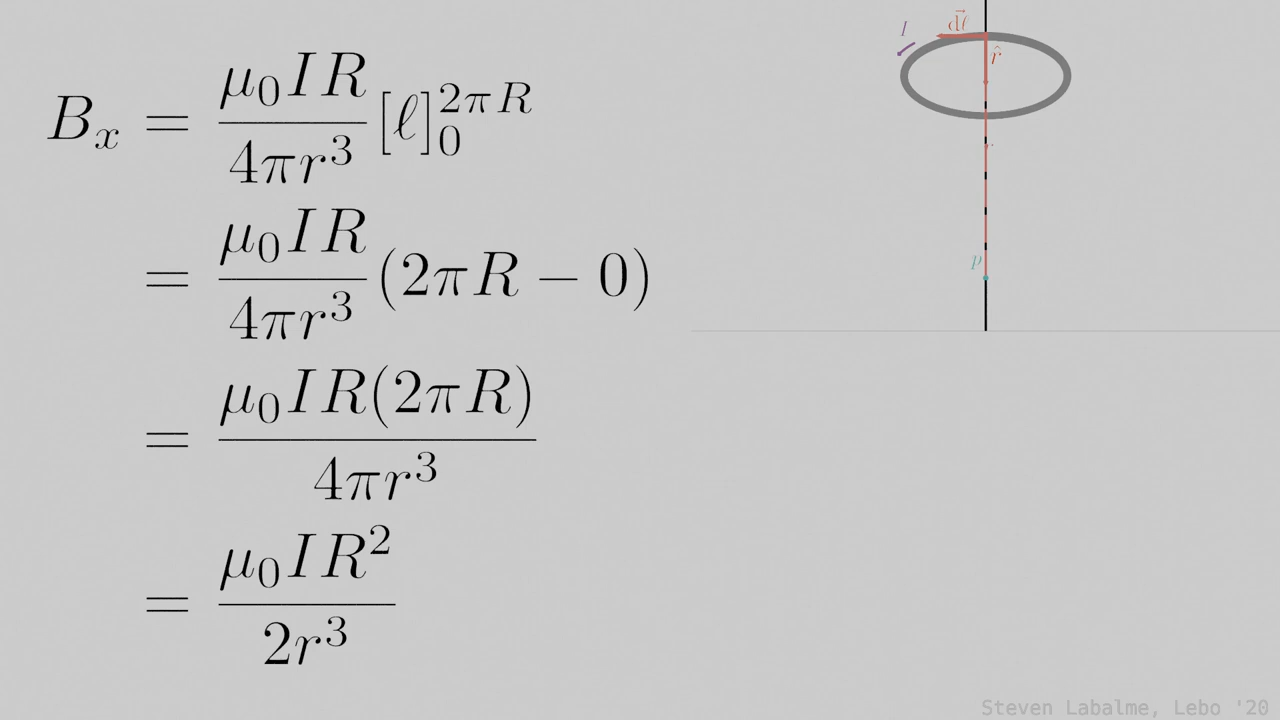 B_x = \frac{\mu_0 I R}{4\pi r^3} [\ell]_0^{2\pi R}
= \frac{\mu_0 I R}{4\pi r^3} (2\pi R - 0)
= \frac{\mu_0 I R (2\pi R)}{4\pi r^3}
= \frac{\mu_0 I R^2}{2r^3}
I
\vec{d\ell}
\hat{r}
r
p
Steven Labalme, Lebo '20